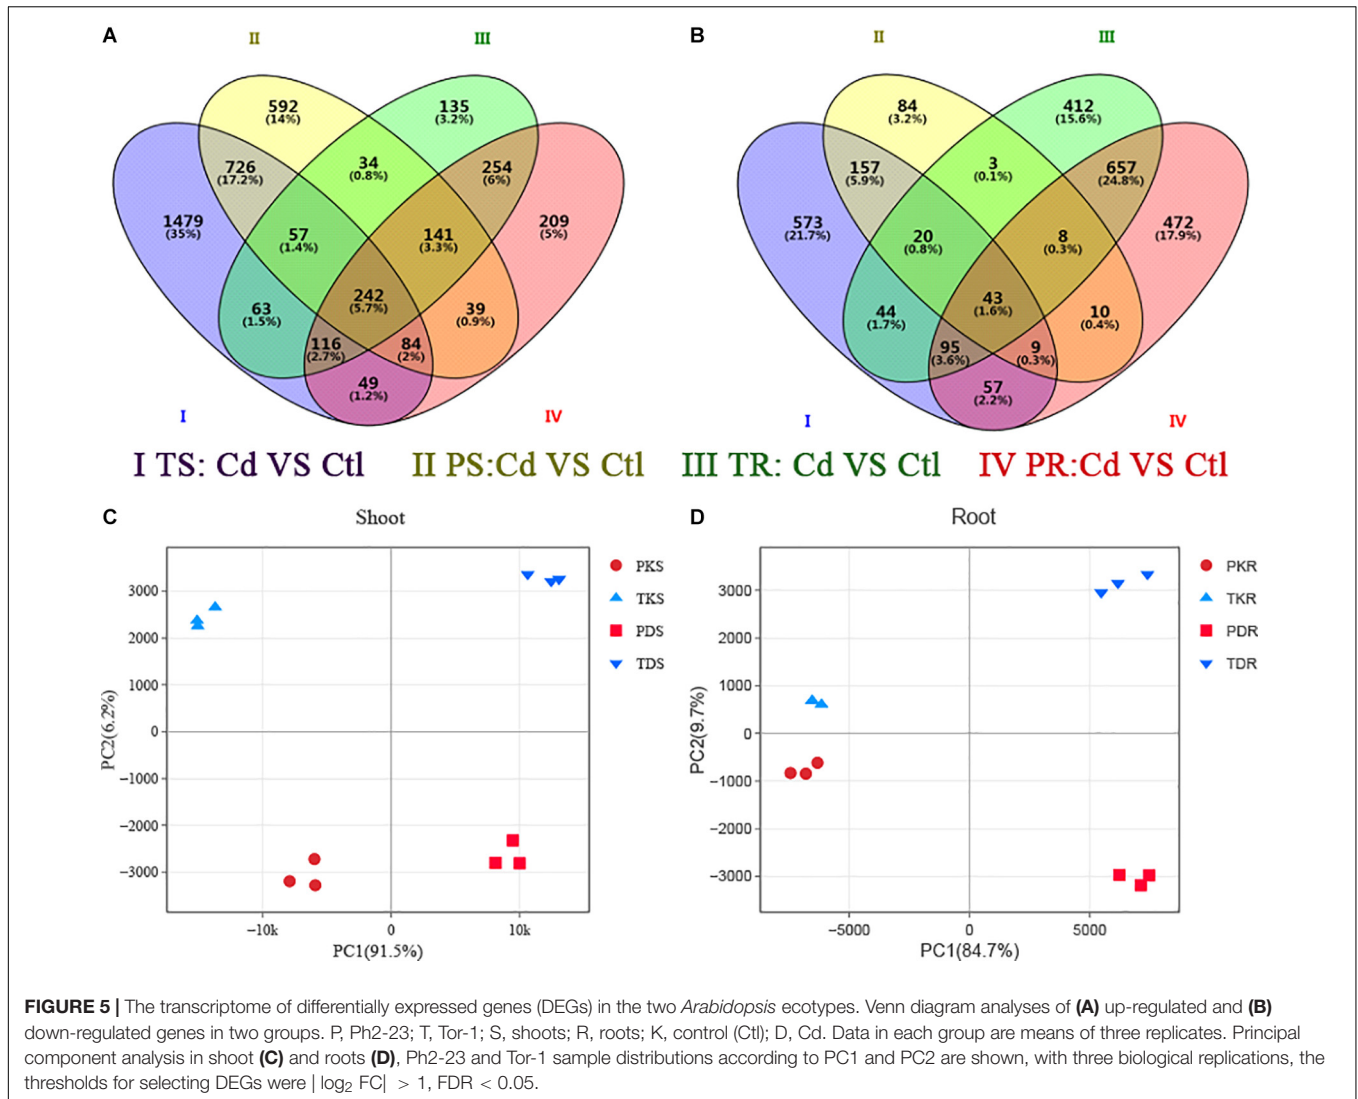 A
B
II
III
II
III
592
(14%)
135
(3.2%)
726
(17.2%)
34
(0.8%)
254
(6%)
1479
(35%)
57
(1.4%)
141
(3.3%)
209
(5%)
63
(1.5%)
242
(5.7%)
39
(0.9%)
116
(2.7%)
84
(2%)
49
(1.2%)
I
IV
84
(3.2%)
412
(15.6%)
157
(5.9%)
3
(0.1%)
657
(24.8%)
573
(21.7%)
20
(0.8%)
8
(0.3%)
472
(17.9%)
44
(1.7%)
43
(1.6%)
10
(0.4%)
95
(3.6%)
9
(0.3%)
57
(2.2%)
I
IV
I TS: Cd VS Ctl II PS:Cd VS Ctl III TR: Cd VS Ctl IV PR:Cd VS Ctl
C
Shoot
PKS
TKS
PDS
TDS
3000
2000
1000
0
−1000
−2000
−3000
PC2(6.2%)
−10k 0 10k
PC1(91.5%)
D
Root
PKR
TKR
PDR
TDR
3000
2000
1000
0
−1000
−2000
−3000
PC2(9.7%)
−5000 0 5000
PC1(84.7%)
FIGURE 5 | The transcriptome of differentially expressed genes (DEGs) in the two Arabidopsis ecotypes. Venn diagram analyses of (A) up-regulated and (B)
down-regulated genes in two groups. P, Ph2-23; T, Tor-1; S, shoots; R, roots; K, control (Ctl); D, Cd. Data in each group are means of three replicates. Principal
component analysis in shoot (C) and roots (D), Ph2-23 and Tor-1 sample distributions according to PC1 and PC2 are shown, with three biological replications, the
thresholds for selecting DEGs were | log₂ FC| > 1, FDR < 0.05.